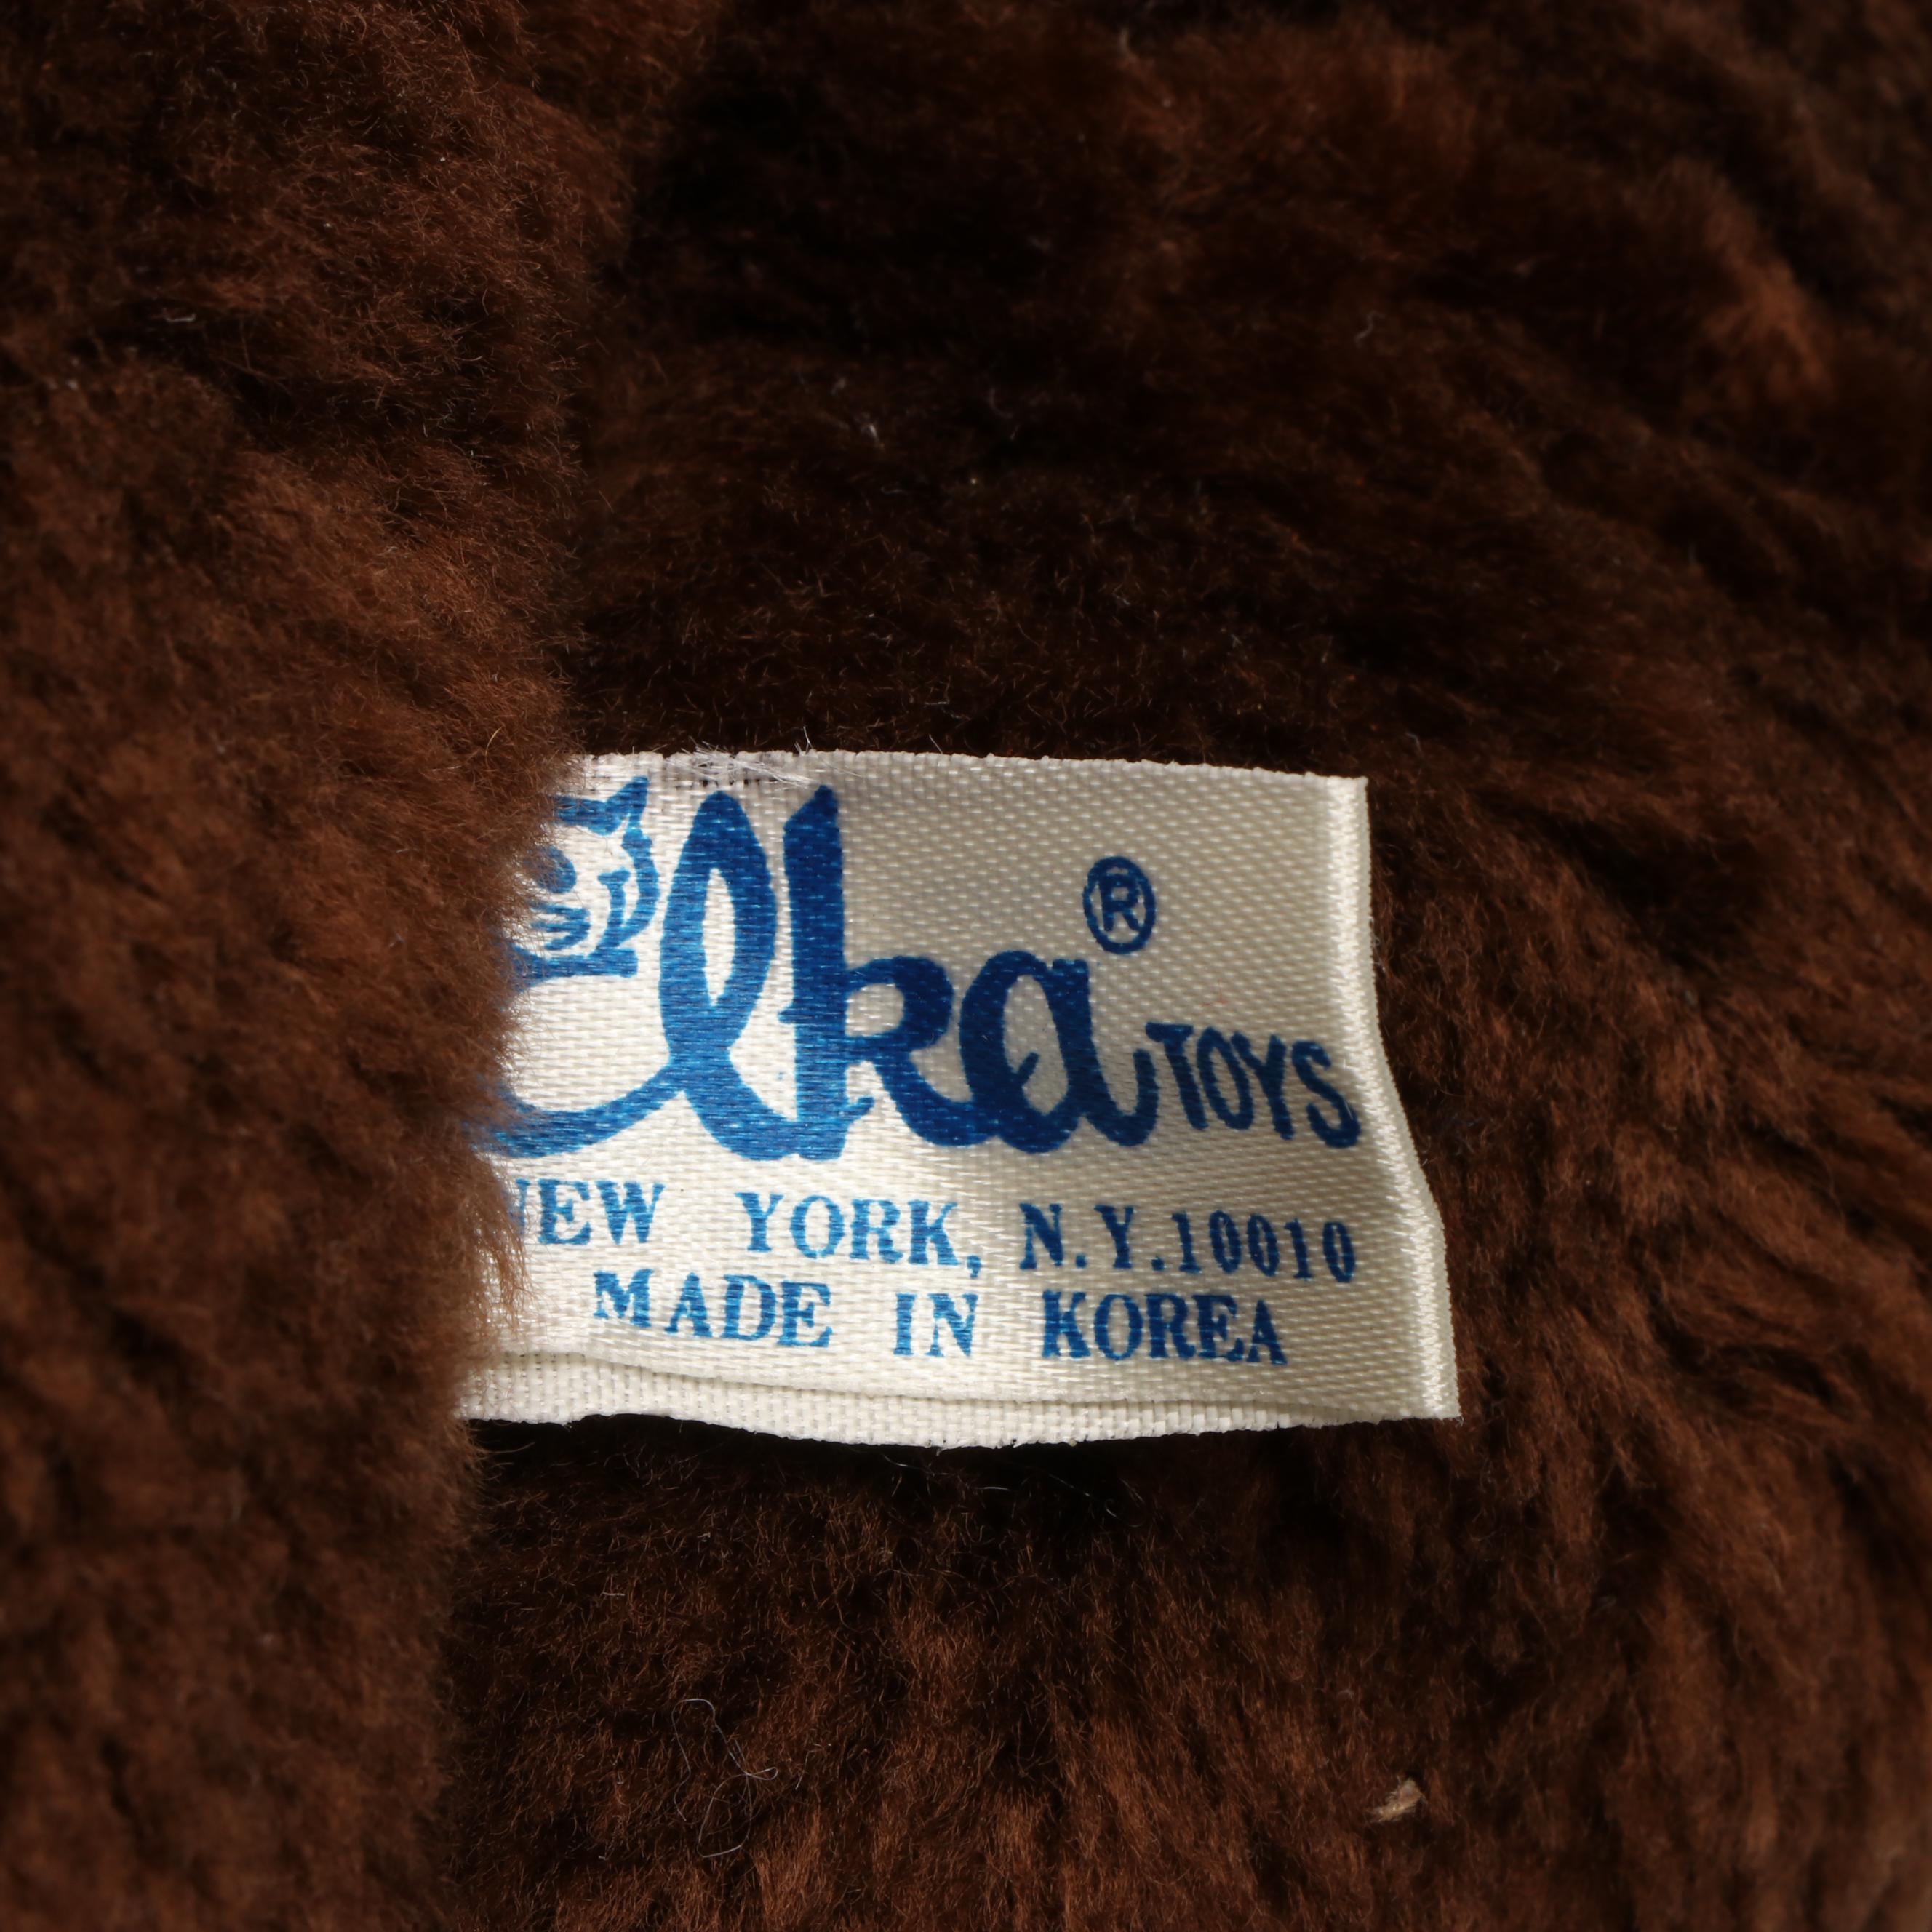 Elka® TOYS
NEW YORK, N.Y.10010
MADE IN KOREA